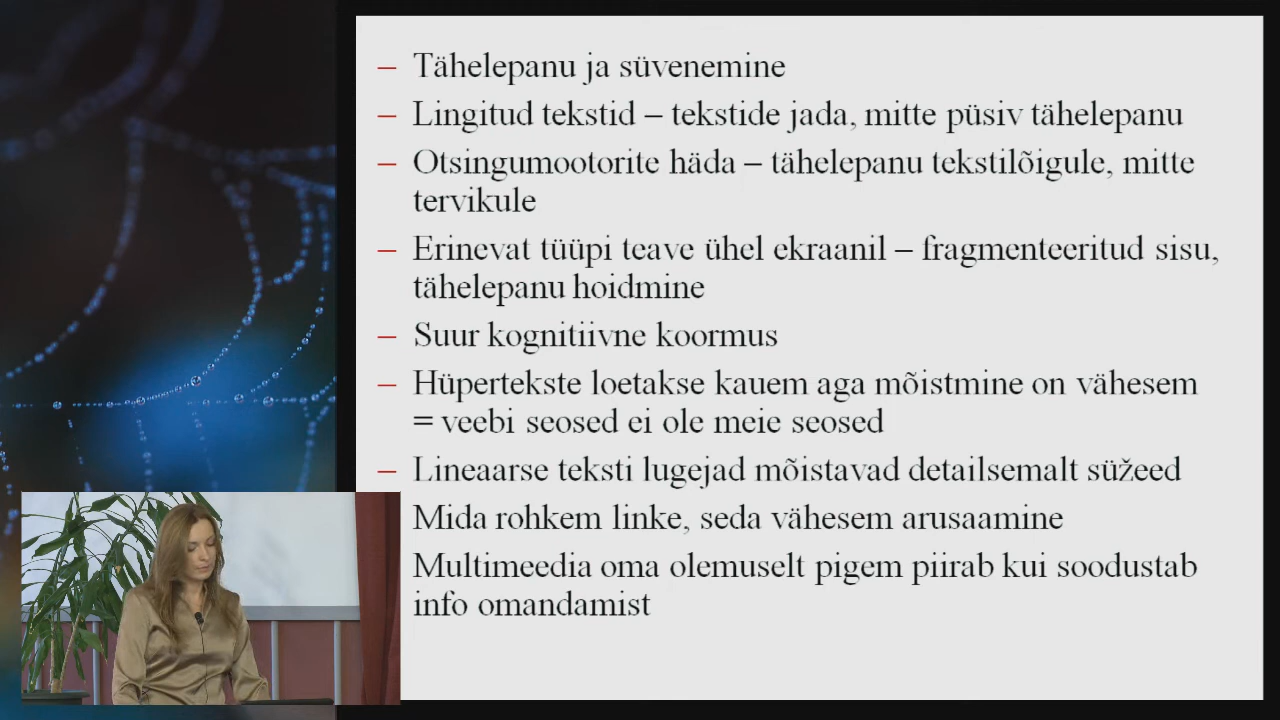 – Tähelepanu ja süvenemine
– Lingitud tekstid – tekstide jada, mitte püsiv tähelepanu
– Otsingumootorite häda – tähelepanu tekstilõigule, mitte
tervikule
– Erinevat tüüpi teave ühel ekraanil – fragmenteeritud sisu,
tähelepanu hoidmine
– Suur kognitiivne koormus
– Hüpertekste loetakse kauem aga mõistmine on vähesem
= veebi seosed ei ole meie seosed
– Lineaarse teksti lugejad mõistavad detailsemalt süžeed
Mida rohkem linke, seda vähesem arusaamine
Multimeedia oma olemuselt pigem piirab kui soodustab
info omandamist